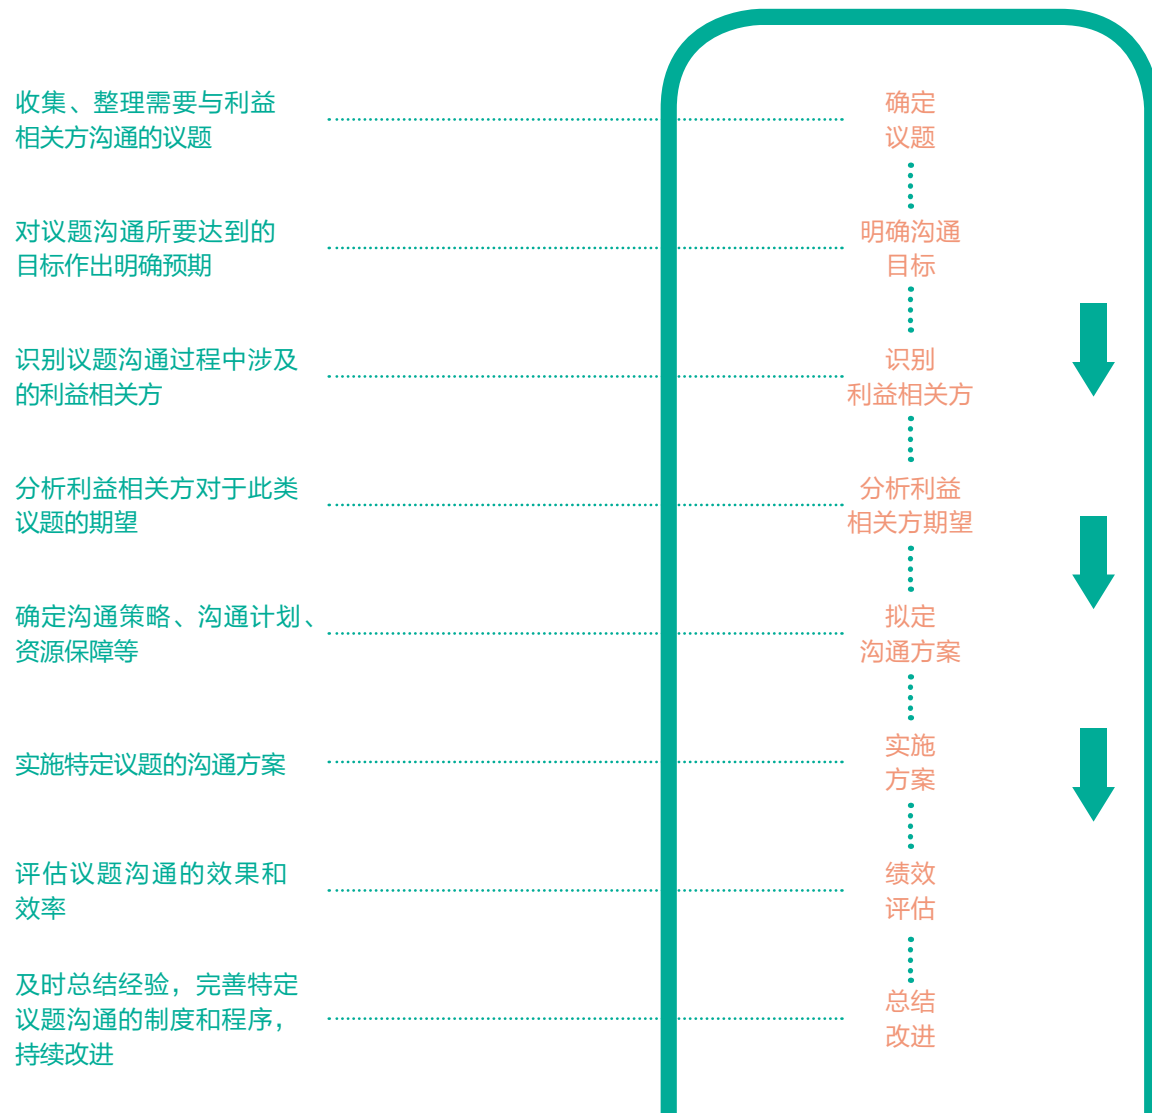 收集、整理需要与利益
相关方沟通的议题
确定
议题
对议题沟通所要达到的
目标作出明确预期
明确沟通
目标
识别议题沟通过程中涉及
的利益相关方
识别
利益相关方
分析利益相关方对于此类
议题的期望
分析利益
相关方期望
确定沟通策略、沟通计划、
资源保障等
拟定
沟通方案
实施特定议题的沟通方案
实施
方案
评估议题沟通的效果和
效率
绩效
评估
及时总结经验，完善特定
议题沟通的制度和程序，
持续改进
总结
改进